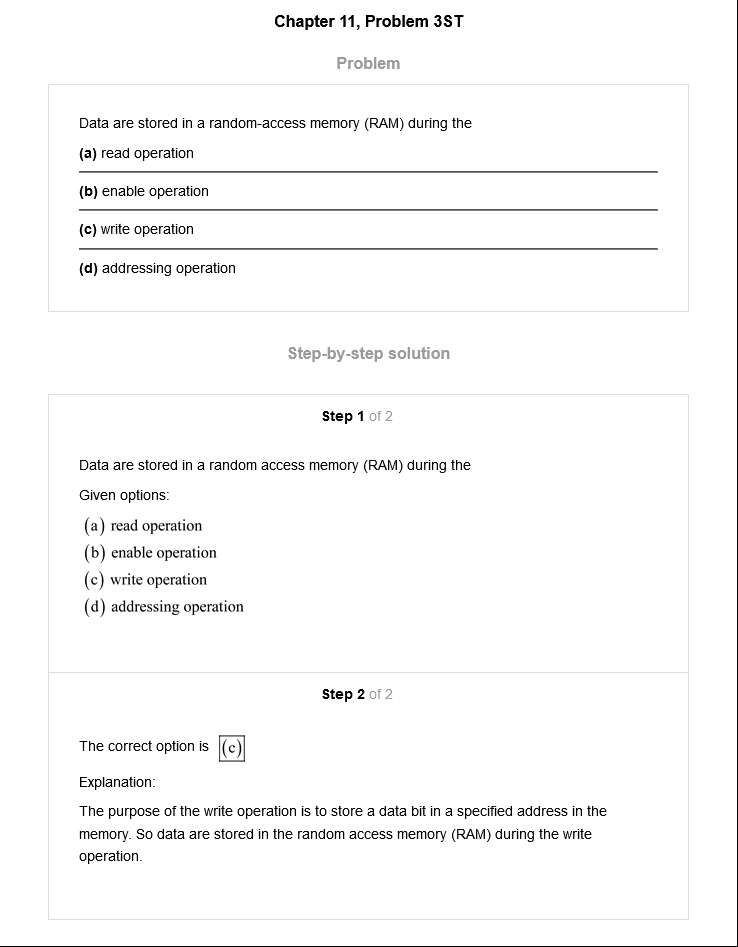 Chapter 11, Problem 3ST
Problem
Data are stored in a random-access memory (RAM) during the
(a) read operation
(b) enable operation
(c) write operation
(d) addressing operation
Step-by-step solution
Step 1 of 2
Data are stored in a random access memory (RAM) during the
Given options:
(a) read operation
(b) enable operation
(c) write operation
(d) addressing operation
Step 2 of 2
The correct option is (c)
Explanation:
The purpose of the write operation is to store a data bit in a specified address in the
memory. So data are stored in the random access memory (RAM) during the write
operation.